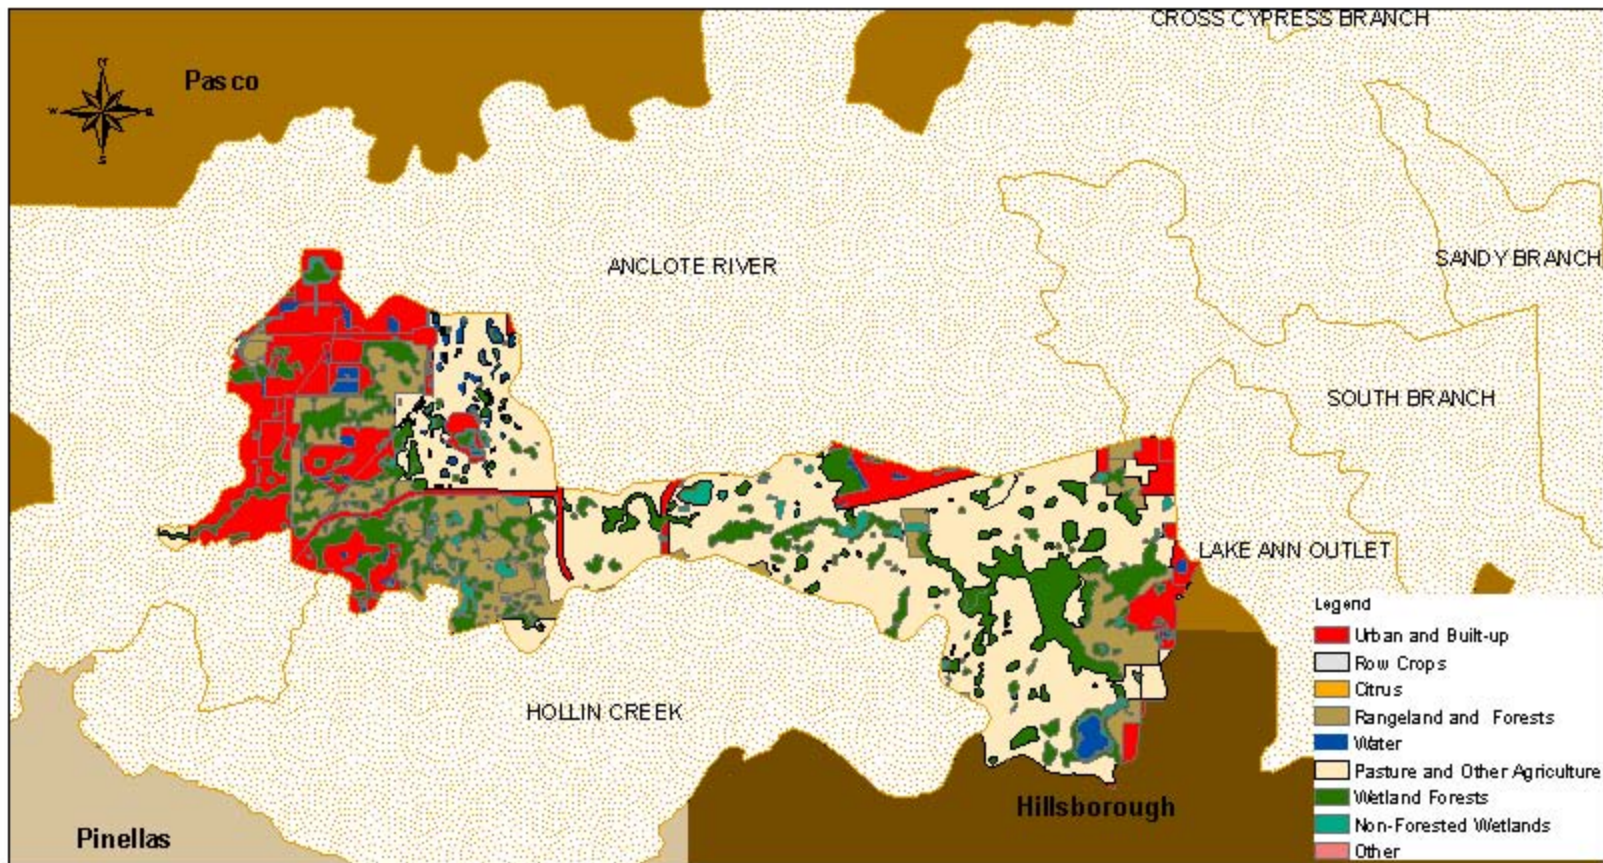 CROSS CYPRESS BRANCH
Pasco
N
W E
S
ANCLOTE RIVER
SANDY BRANCH
SOUTH BRANCH
LAKE ANN OUTLET
HOLLIN CREEK
Hillsborough
Pinellas
Legend
Urban and Built-up
Row Crops
Citrus
Rangeland and Forests
Water
Pasture and Other Agriculture
Wetland Forests
Non-Forested Wetlands
Other